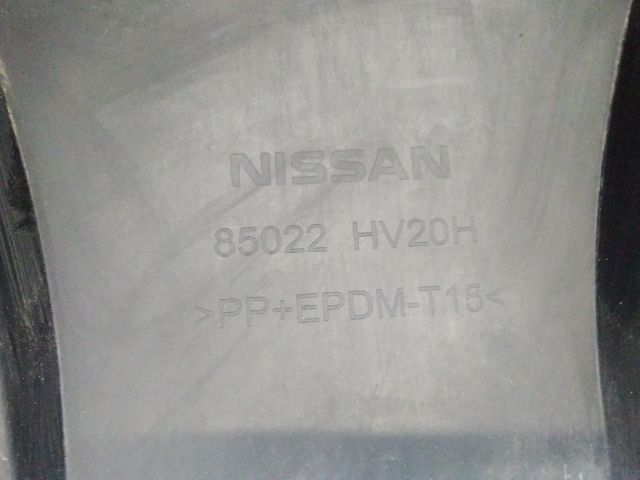 NISSAN
85022 HV20H
>PP+EPDM-T15<